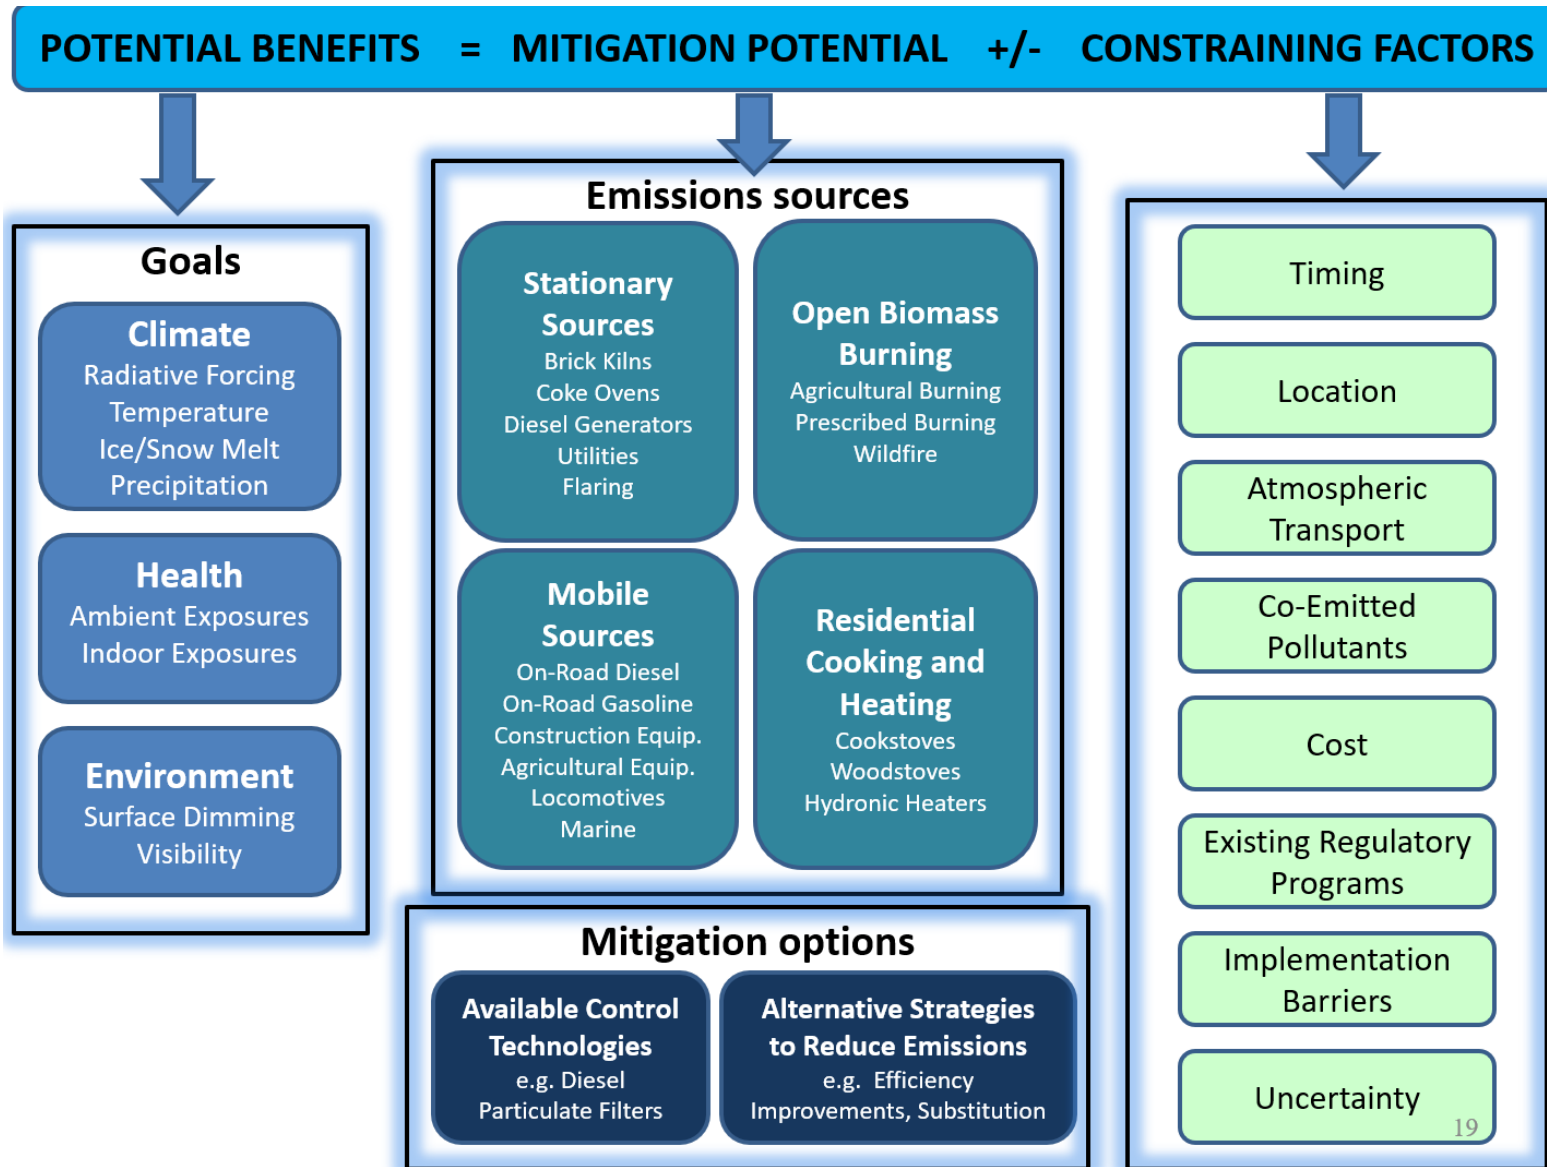 POTENTIAL BENEFITS = MITIGATION POTENTIAL +/- CONSTRAINING FACTORS
Goals
Climate
Radiative Forcing
Temperature
Ice/Snow Melt
Precipitation
Health
Ambient Exposures
Indoor Exposures
Environment
Surface Dimming
Visibility
Emissions sources
Stationary
Sources
Brick Kilns
Coke Ovens
Diesel Generators
Utilities
Flaring
Open Biomass
Burning
Agricultural Burning
Prescribed Burning
Wildfire
Mobile
Sources
On-Road Diesel
On-Road Gasoline
Construction Equip.
Agricultural Equip.
Locomotives
Marine
Residential
Cooking and
Heating
Cookstoves
Woodstoves
Hydronic Heaters
Mitigation options
Available Control
Technologies
e.g. Diesel
Particulate Filters
Alternative Strategies
to Reduce Emissions
e.g. Efficiency
Improvements, Substitution
Timing
Location
Atmospheric
Transport
Co-Emitted
Pollutants
Cost
Existing Regulatory
Programs
Implementation
Barriers
Uncertainty
19